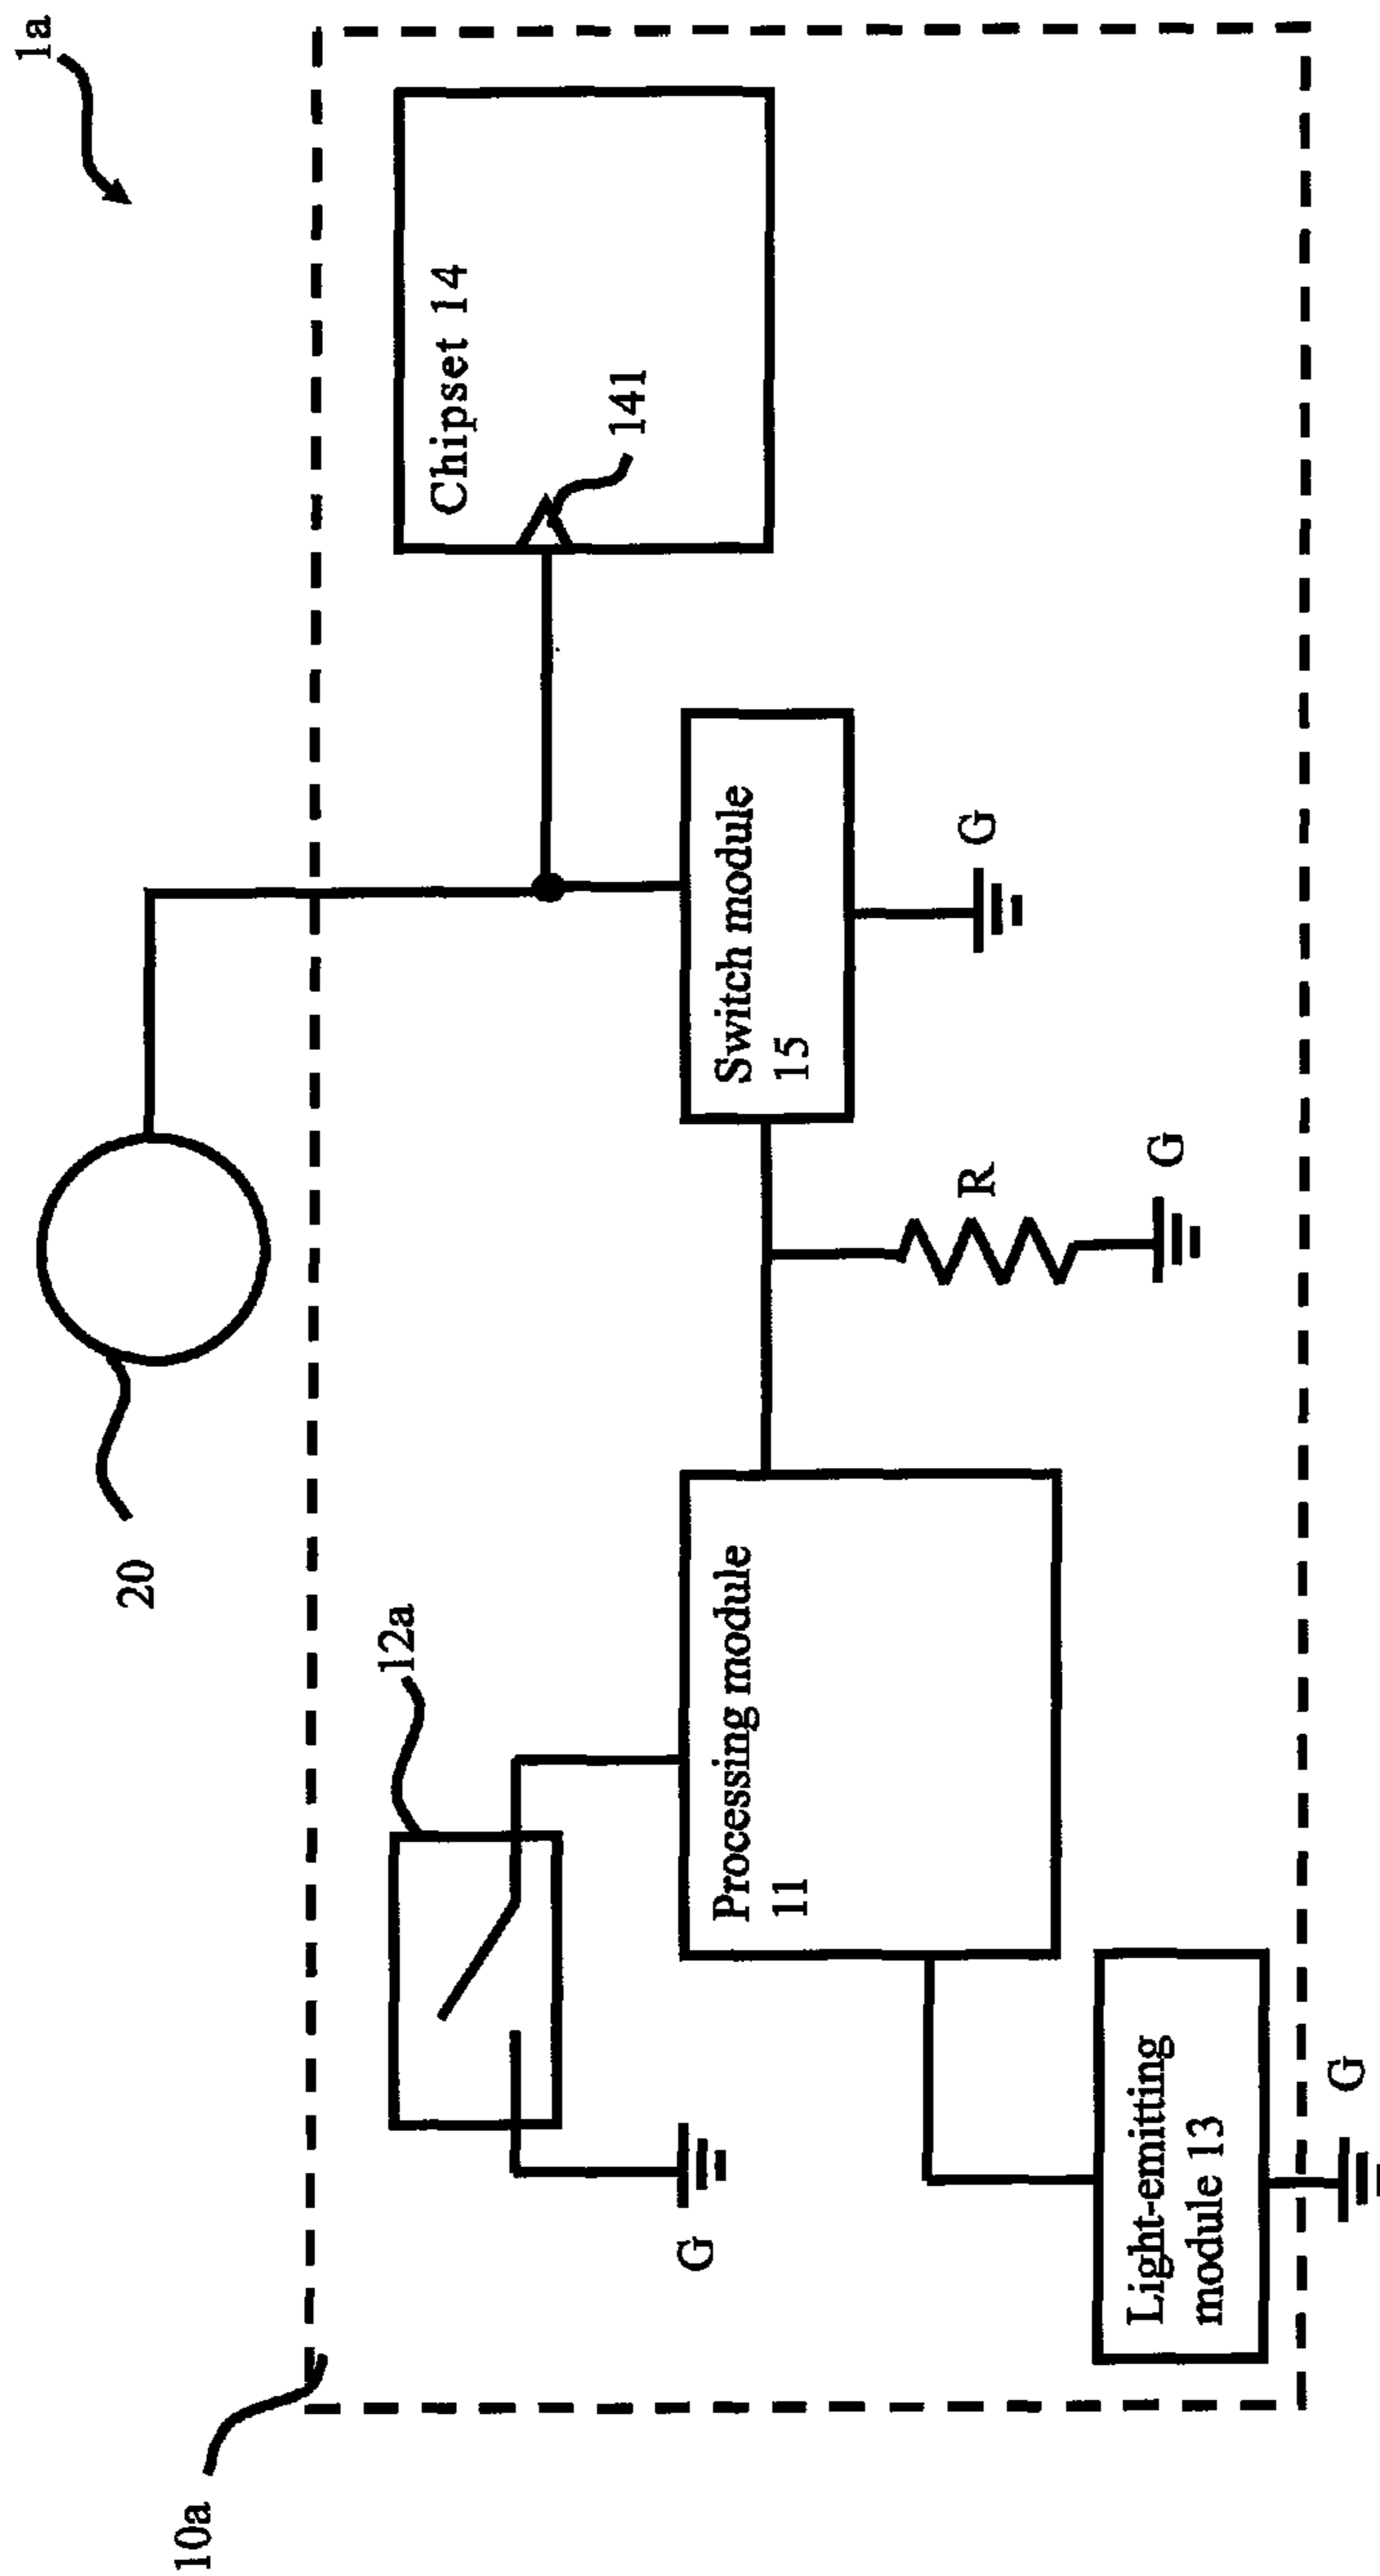 1a
20
10a
12a
Chipset 14
141
Switch module
15
G
R
G
Processing module
11
G
Light-emitting
module 13
G